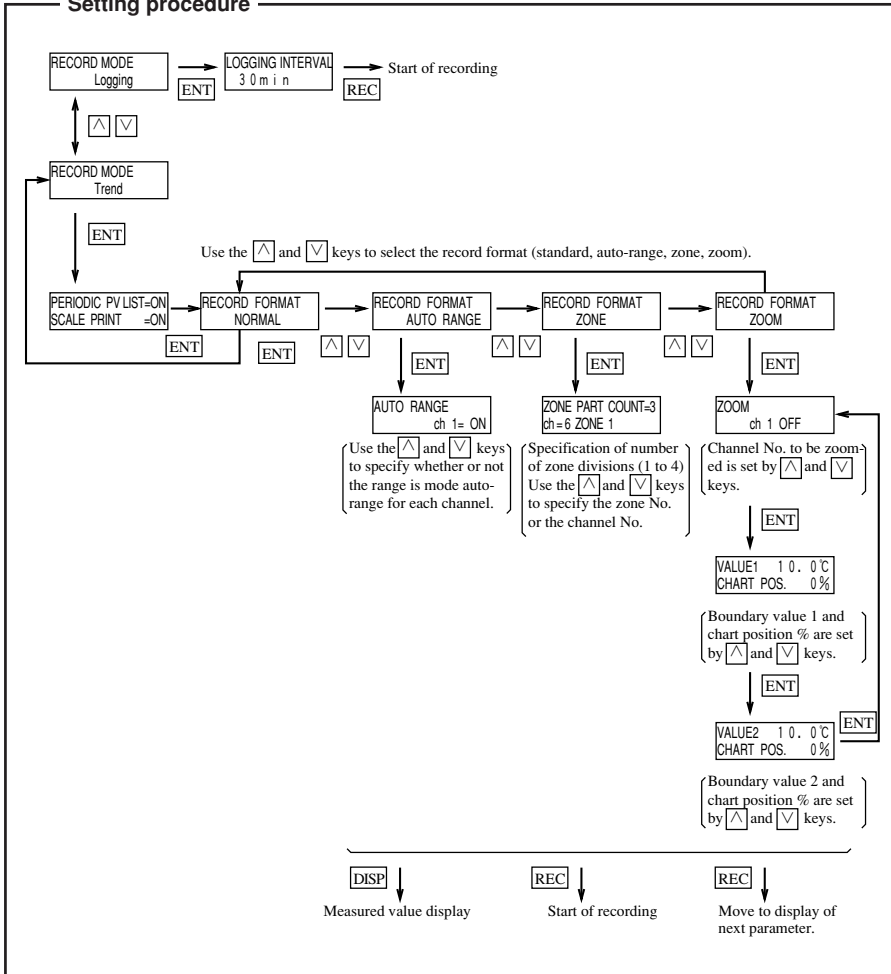 Setting procedure
RECORD MODE
Logging
ENT
LOGGING INTERVAL
30min
REC
Start of recording
∧ ∨
RECORD MODE
Trend
ENT
Use the ∧ and ∨ keys to select the record format (standard, auto-range, zone, zoom).
PERIODIC PV LIST=ON
SCALE PRINT =ON
ENT
RECORD FORMAT
NORMAL
ENT
∧ ∨
RECORD FORMAT
AUTO RANGE
∧ ∨
RECORD FORMAT
ZONE
∧ ∨
RECORD FORMAT
ZOOM
ENT
AUTO RANGE
ch 1= ON
Use the ∧ and ∨ keys
to specify whether or not
the range is mode auto-
range for each channel.
ENT
ZONE PART COUNT=3
ch=6 ZONE 1
Specification of number
of zone divisions (1 to 4)
Use the ∧ and ∨ keys
to specify the zone No.
or the channel No.
ENT
ZOOM
ch 1 OFF
Channel No. to be zoom-
ed is set by ∧ and ∨
keys.
ENT
VALUE1 10.0℃
CHART POS. 0%
Boundary value 1 and
chart position % are set
by ∧ and ∨ keys.
ENT
VALUE2 10.0℃
CHART POS. 0%
ENT
Boundary value 2 and
chart position % are set
by ∧ and ∨ keys.
DISP
Measured value display
REC
Start of recording
REC
Move to display of
next parameter.